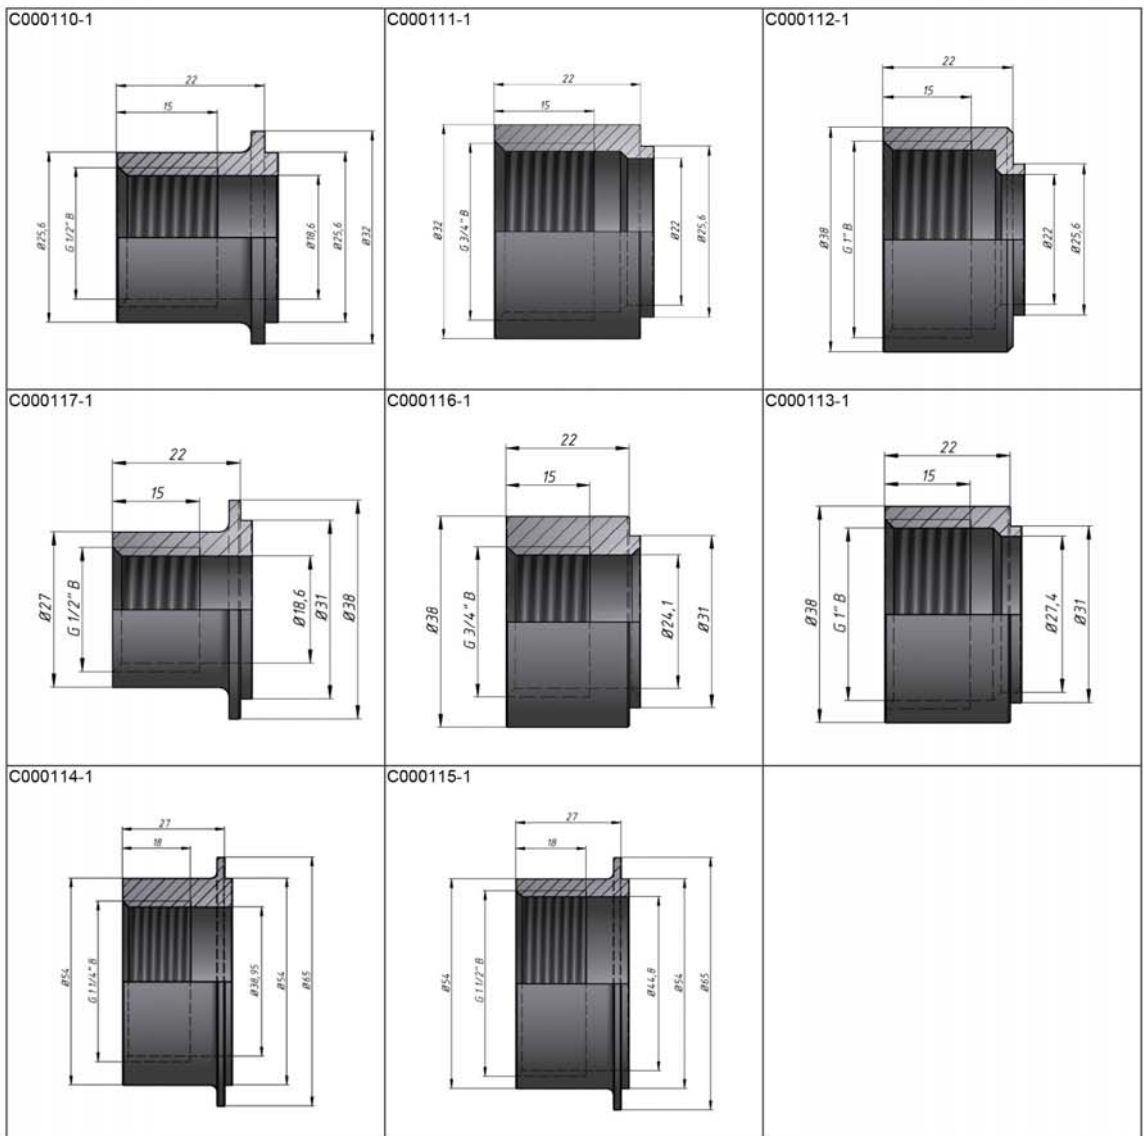 C000110-1
22
15
Ø25,6
G 1/2" B
Ø18,6
Ø25,6
Ø32
C000111-1
22
15
Ø32
G 3/4" B
Ø22
Ø25,6
C000112-1
22
15
Ø38
G 1" B
Ø22
Ø25,6
C000117-1
22
15
Ø27
G 1/2" B
Ø18,6
Ø31
Ø38
C000116-1
22
15
Ø38
G 3/4" B
Ø24,1
Ø31
C000113-1
22
15
Ø38
G 1" B
Ø27,4
Ø31
C000114-1
27
18
Ø54
G 1 1/4" B
Ø38,95
Ø54
Ø65
C000115-1
27
18
Ø54
G 1 1/2" B
Ø44,8
Ø54
Ø65